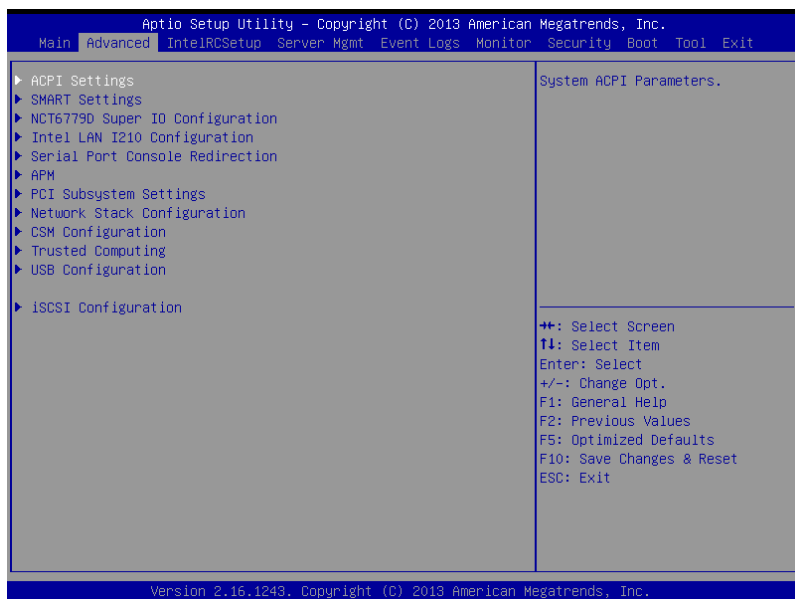 Aptio Setup Utility – Copyright (C) 2013 American Megatrends, Inc.
Main Advanced IntelRCSetup Server Mgmt Event Logs Monitor Security Boot Tool Exit
▶ ACPI Settings
▶ SMART Settings
▶ NCT6779D Super IO Configuration
▶ Intel LAN I210 Configuration
▶ Serial Port Console Redirection
▶ APM
▶ PCI Subsystem Settings
▶ Network Stack Configuration
▶ CSM Configuration
▶ Trusted Computing
▶ USB Configuration
▶ iSCSI Configuration
System ACPI Parameters.
→←: Select Screen
↑↓: Select Item
Enter: Select
+/-: Change Opt.
F1: General Help
F2: Previous Values
F5: Optimized Defaults
F10: Save Changes & Reset
ESC: Exit
Version 2.16.1243. Copyright (C) 2013 American Megatrends, Inc.